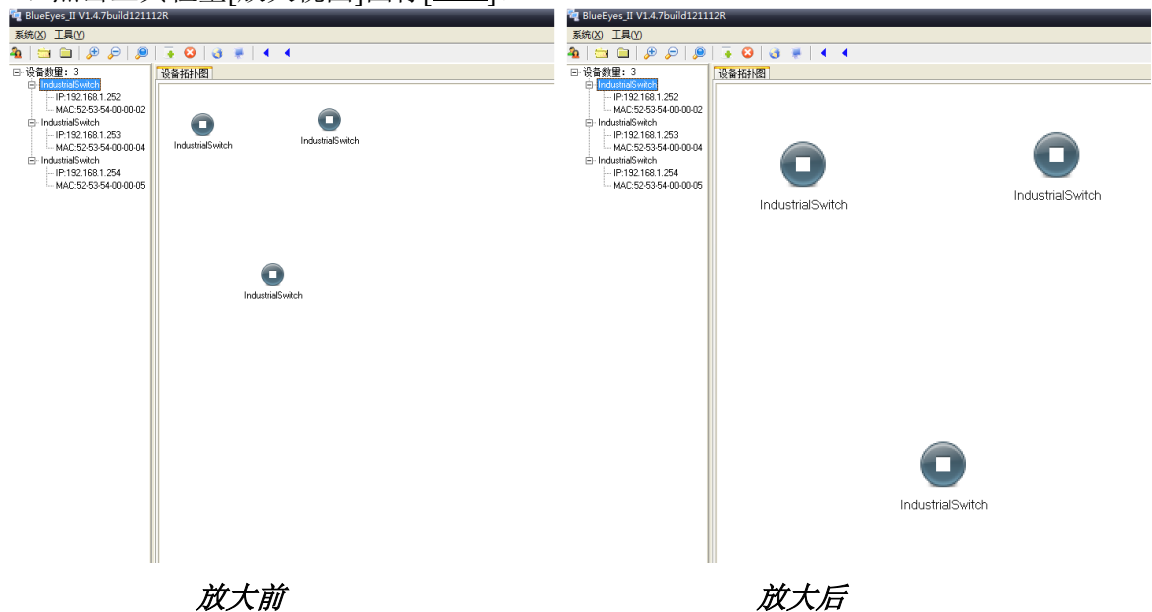 BlueEyes_II V1.4.7build121112R
系统(X) 工具(Y)
设备数量: 3
IndustrialSwitch
IP:192.168.1.252
MAC:52-53-54-00-00-02
IndustrialSwitch
IP:192.168.1.253
MAC:52-53-54-00-00-04
IndustrialSwitch
IP:192.168.1.254
MAC:52-53-54-00-00-05
设备拓扑图
IndustrialSwitch
IndustrialSwitch
IndustrialSwitch
放大前
BlueEyes_II V1.4.7build121112R
系统(X) 工具(Y)
设备数量: 3
IndustrialSwitch
IP:192.168.1.252
MAC:52-53-54-00-00-02
IndustrialSwitch
IP:192.168.1.253
MAC:52-53-54-00-00-04
IndustrialSwitch
IP:192.168.1.254
MAC:52-53-54-00-00-05
设备拓扑图
IndustrialSwitch
IndustrialSwitch
IndustrialSwitch
放大后